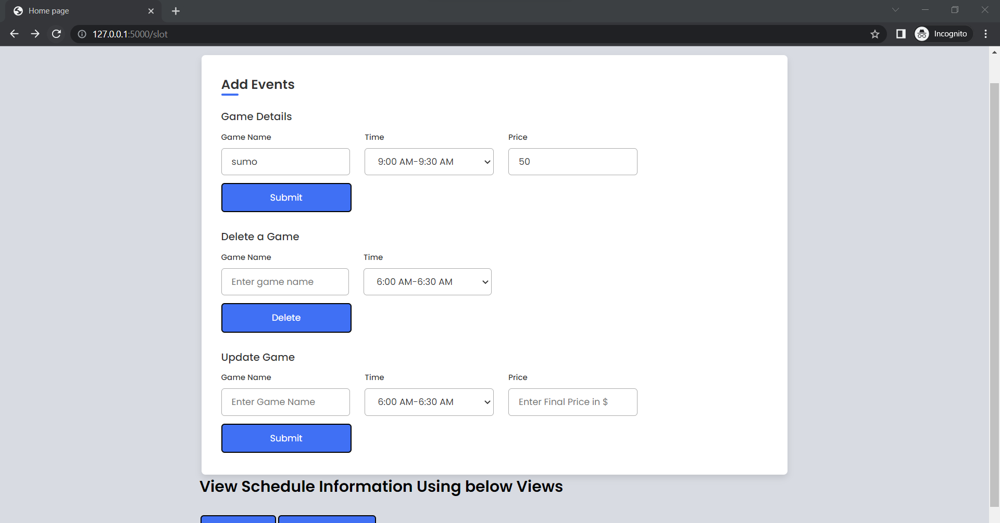 Home page
127.0.0.1:5000/slot
Incognito
Add Events
Game Details
Game Name Time Price
sumo 9:00 AM-9:30 AM 50
Submit
Delete a Game
Game Name Time
Enter game name 6:00 AM-6:30 AM
Delete
Update Game
Game Name Time Price
Enter Game Name 6:00 AM-6:30 AM Enter Final Price in $
Submit
View Schedule Information Using below Views